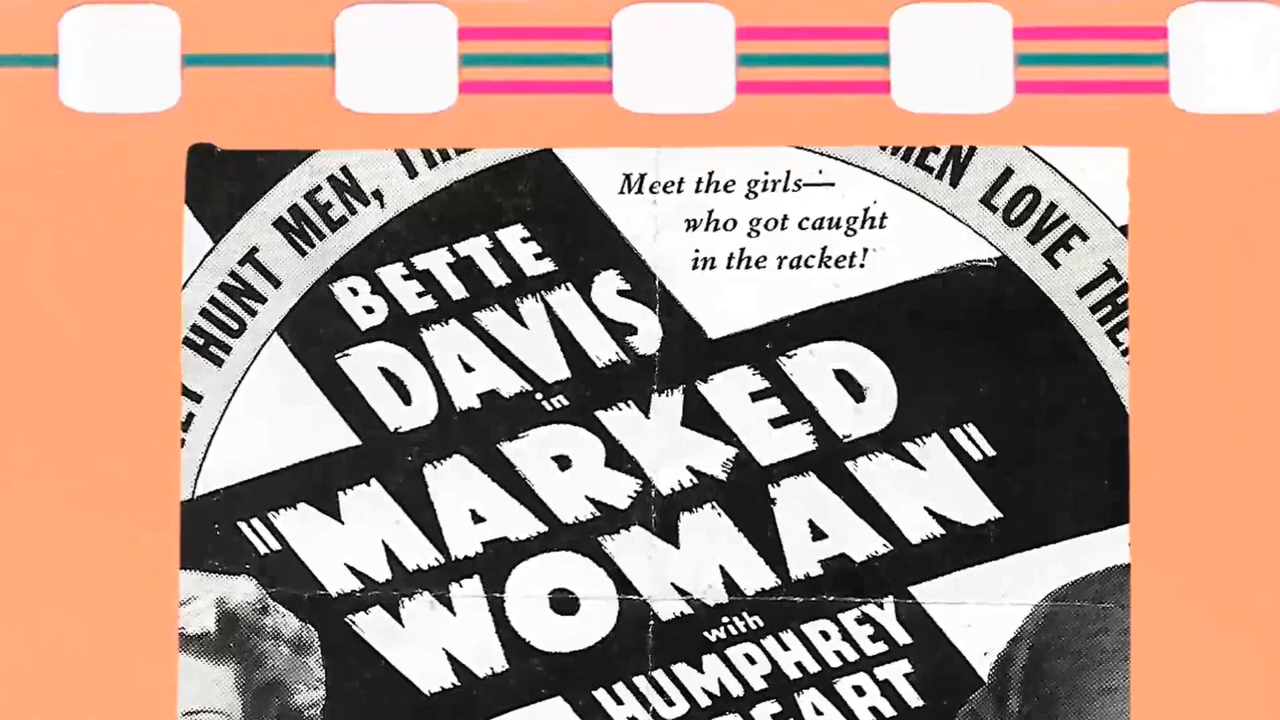 HUNT MEN,
LOVE
Meet the girls—
who got caught
in the racket!
BETTE
DAVIS
in
"MARKED
WOMAN"
with
HUMPHREY